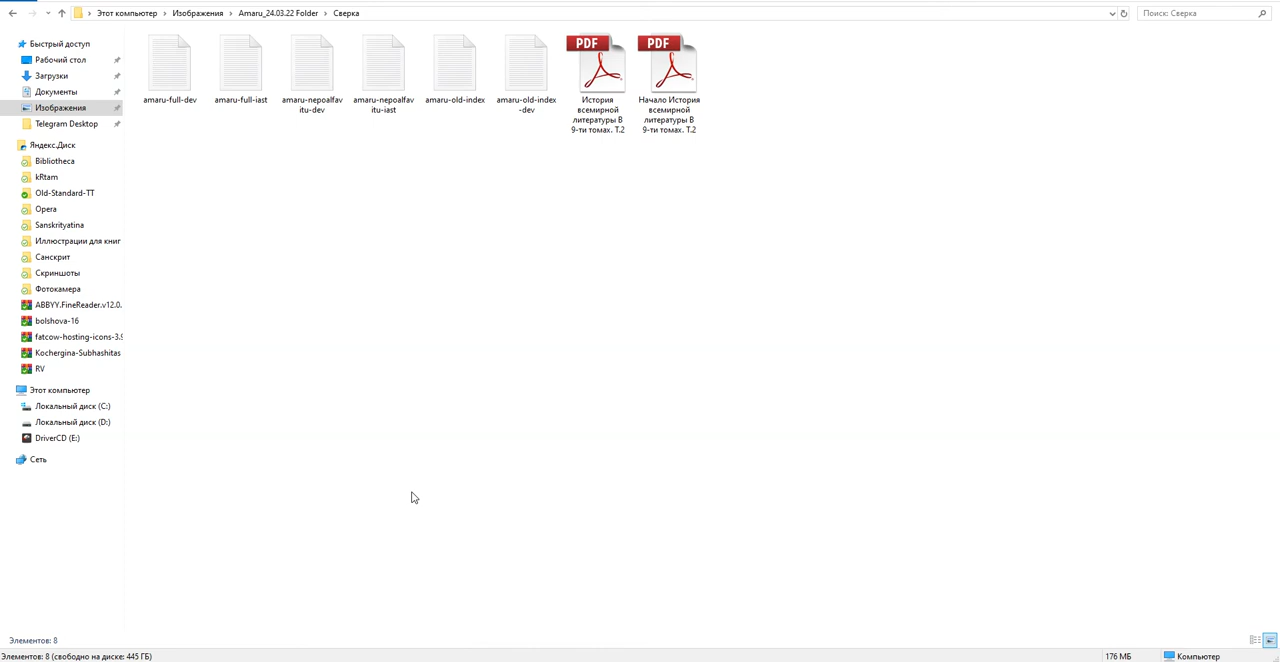 Этот компьютер > Изображения > Amaru_24.03.22 Folder > Сверка
Поиск: Сверка
Быстрый доступ
Рабочий стол
Загрузки
Документы
Изображения
Telegram Desktop
Яндекс.Диск
Bibliotheca
kRtam
Old-Standard-TT
Opera
Sanskrityatina
Иллюстрации для книг
Санскрит
Скриншоты
Фотокамера
ABBYY.FineReader.v12.0.
bolshova-16
fatcow-hosting-icons-3.9
Kochergina-Subhashitas
RV
Этот компьютер
Локальный диск (C:)
Локальный диск (D:)
DriverCD (E:)
Сеть
amaru-full-dev
amaru-full-iast
amaru-nepoalfav
itu-dev
amaru-nepoalfav
itu-iast
amaru-old-index
amaru-old-index
-dev
PDF
История
всемирной
литературы В
9-ти томах. Т.2
PDF
Начало История
всемирной
литературы В
9-ти томах. Т.2
Элементов: 8
Элементов: 8 (свободно на диске: 445 ГБ)
176 МБ
Компьютер